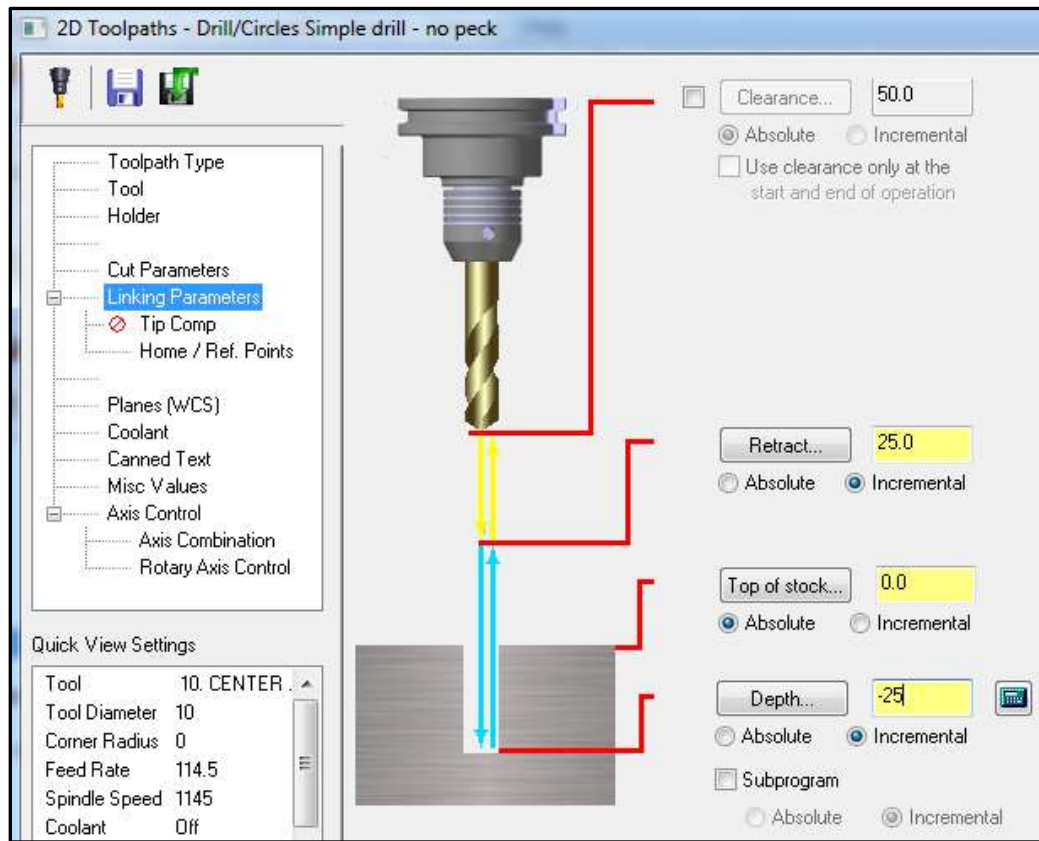 2D Toolpaths - Drill/Circles Simple drill - no peck
Toolpath Type
Tool
Holder
Cut Parameters
Linking Parameters
Tip Comp
Home / Ref. Points
Planes (WCS)
Coolant
Canned Text
Misc Values
Axis Control
Axis Combination
Rotary Axis Control
Quick View Settings
Tool 10. CENTER .
Tool Diameter 10
Corner Radius 0
Feed Rate 114.5
Spindle Speed 1145
Coolant Off
Clearance... 50.0
Absolute Incremental
Use clearance only at the
start and end of operation
Retract... 25.0
Absolute Incremental
Top of stock... 0.0
Absolute Incremental
Depth... -25
Absolute Incremental
Subprogram
Absolute Incremental